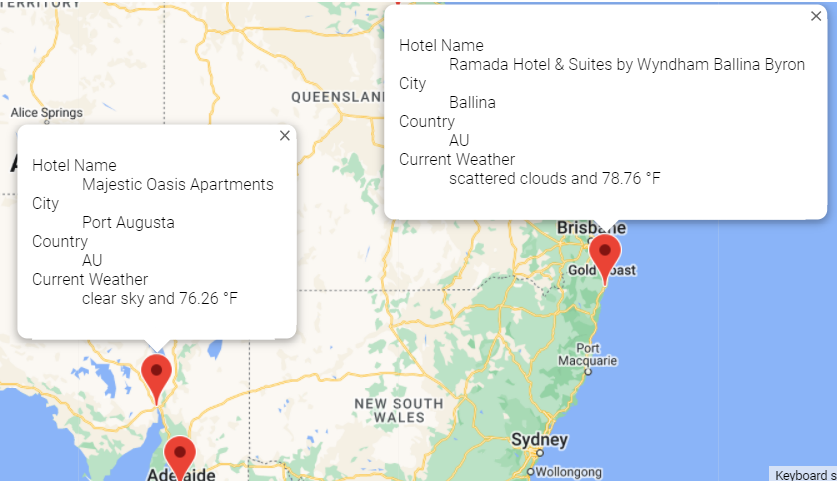 TERRITORY
Hotel Name
Ramada Hotel & Suites by Wyndham Ballina Byron
City
Ballina
Country
AU
Current Weather
scattered clouds and 78.76 °F
QUEENSLAN
Alice Springs
A
Hotel Name
Majestic Oasis Apartments
City
Port Augusta
Country
AU
Current Weather
clear sky and 76.26 °F
Brisbane
Gold Coast
Port
Macquarie
NEW SOUTH
WALES
Sydney
Wollongong
Adelaide
Keyboard s